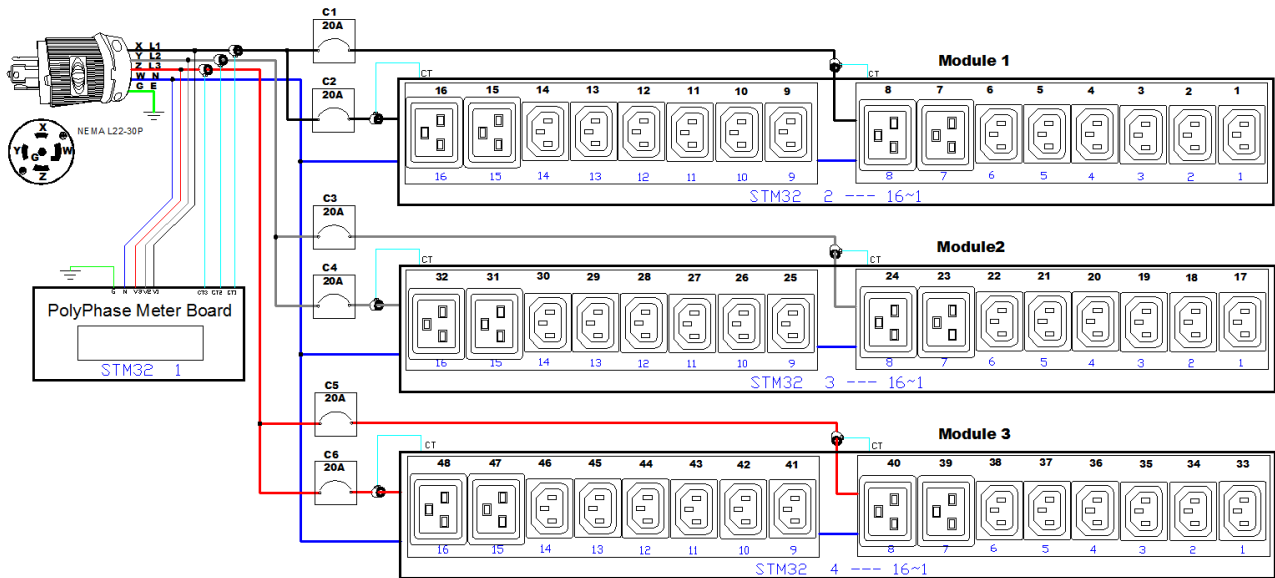 X L1
Y L2
Z L3
W N
G E
NEMA L22-30P
X
Y G W
Z
C1
20A
C2
20A
CT
CT
Module 1
16 15 14 13 12 11 10 9 8 7 6 5 4 3 2 1
16 15 14 13 12 11 10 9 8 7 6 5 4 3 2 1
STM32 2 --- 16~1
C3
20A
C4
20A
CT
CT
Module2
32 31 30 29 28 27 26 25 24 23 22 21 20 19 18 17
16 15 14 13 12 11 10 9 8 7 6 5 4 3 2 1
STM32 3 --- 16~1
G N V3 V2 V1 CT3 CT2 CT1
PolyPhase Meter Board
STM32 1
C5
20A
C6
20A
CT
CT
Module 3
48 47 46 45 44 43 42 41 40 39 38 37 36 35 34 33
16 15 14 13 12 11 10 9 8 7 6 5 4 3 2 1
STM32 4 --- 16~1